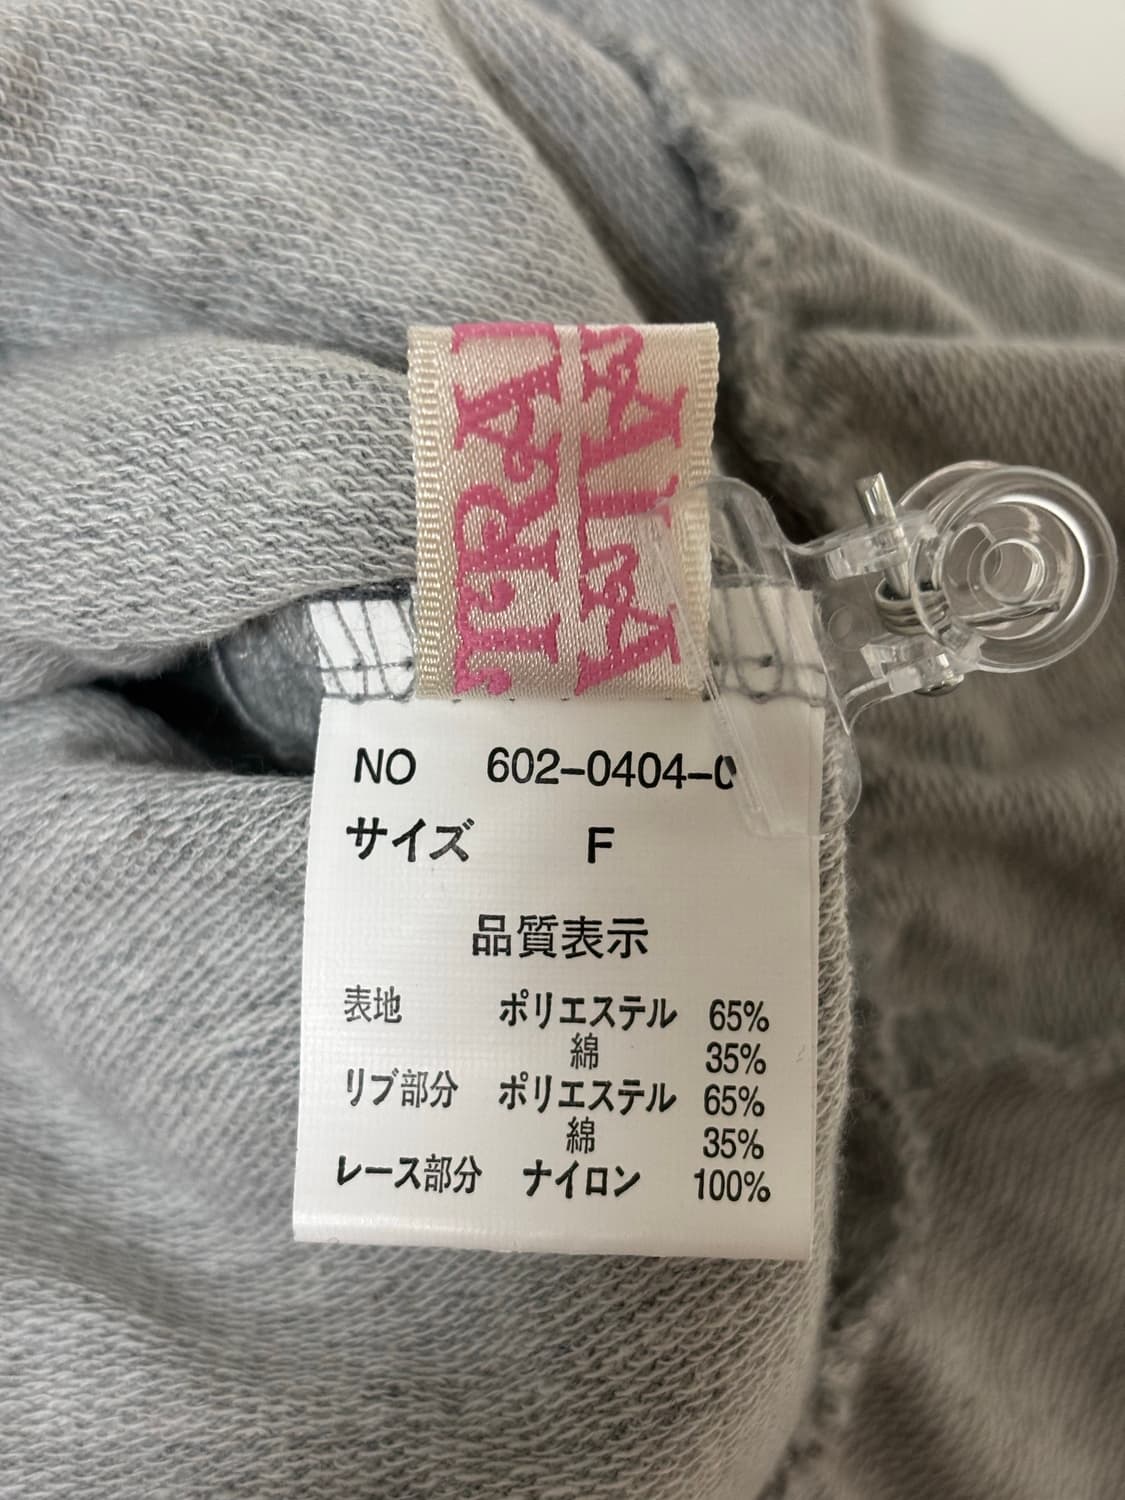 NO 602-0404-0
サイズ F
品質表示
表地 ポリエステル 65%
綿 35%
リブ部分 ポリエステル 65%
綿 35%
レース部分 ナイロン 100%